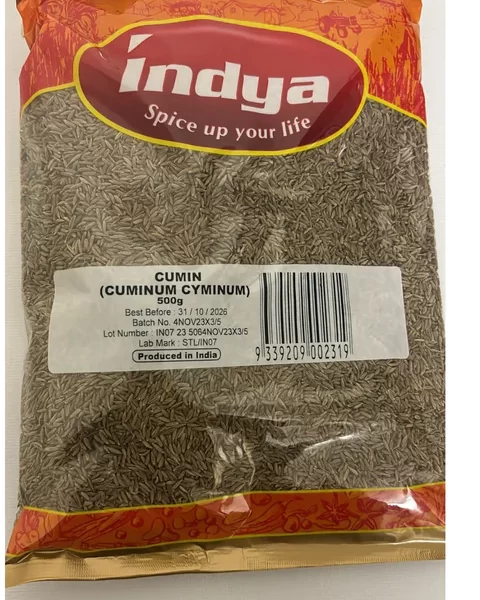 indya
Spice up your life
CUMIN
(CUMINUM CYMINUM)
500g
Best Before : 31 / 10 / 2026
Batch No. 4NOV23X3/5
Lot Number : IN07 23 5064NOV23X3/5
Lab Mark : STL/IN07
Produced in India
9 339209 002319